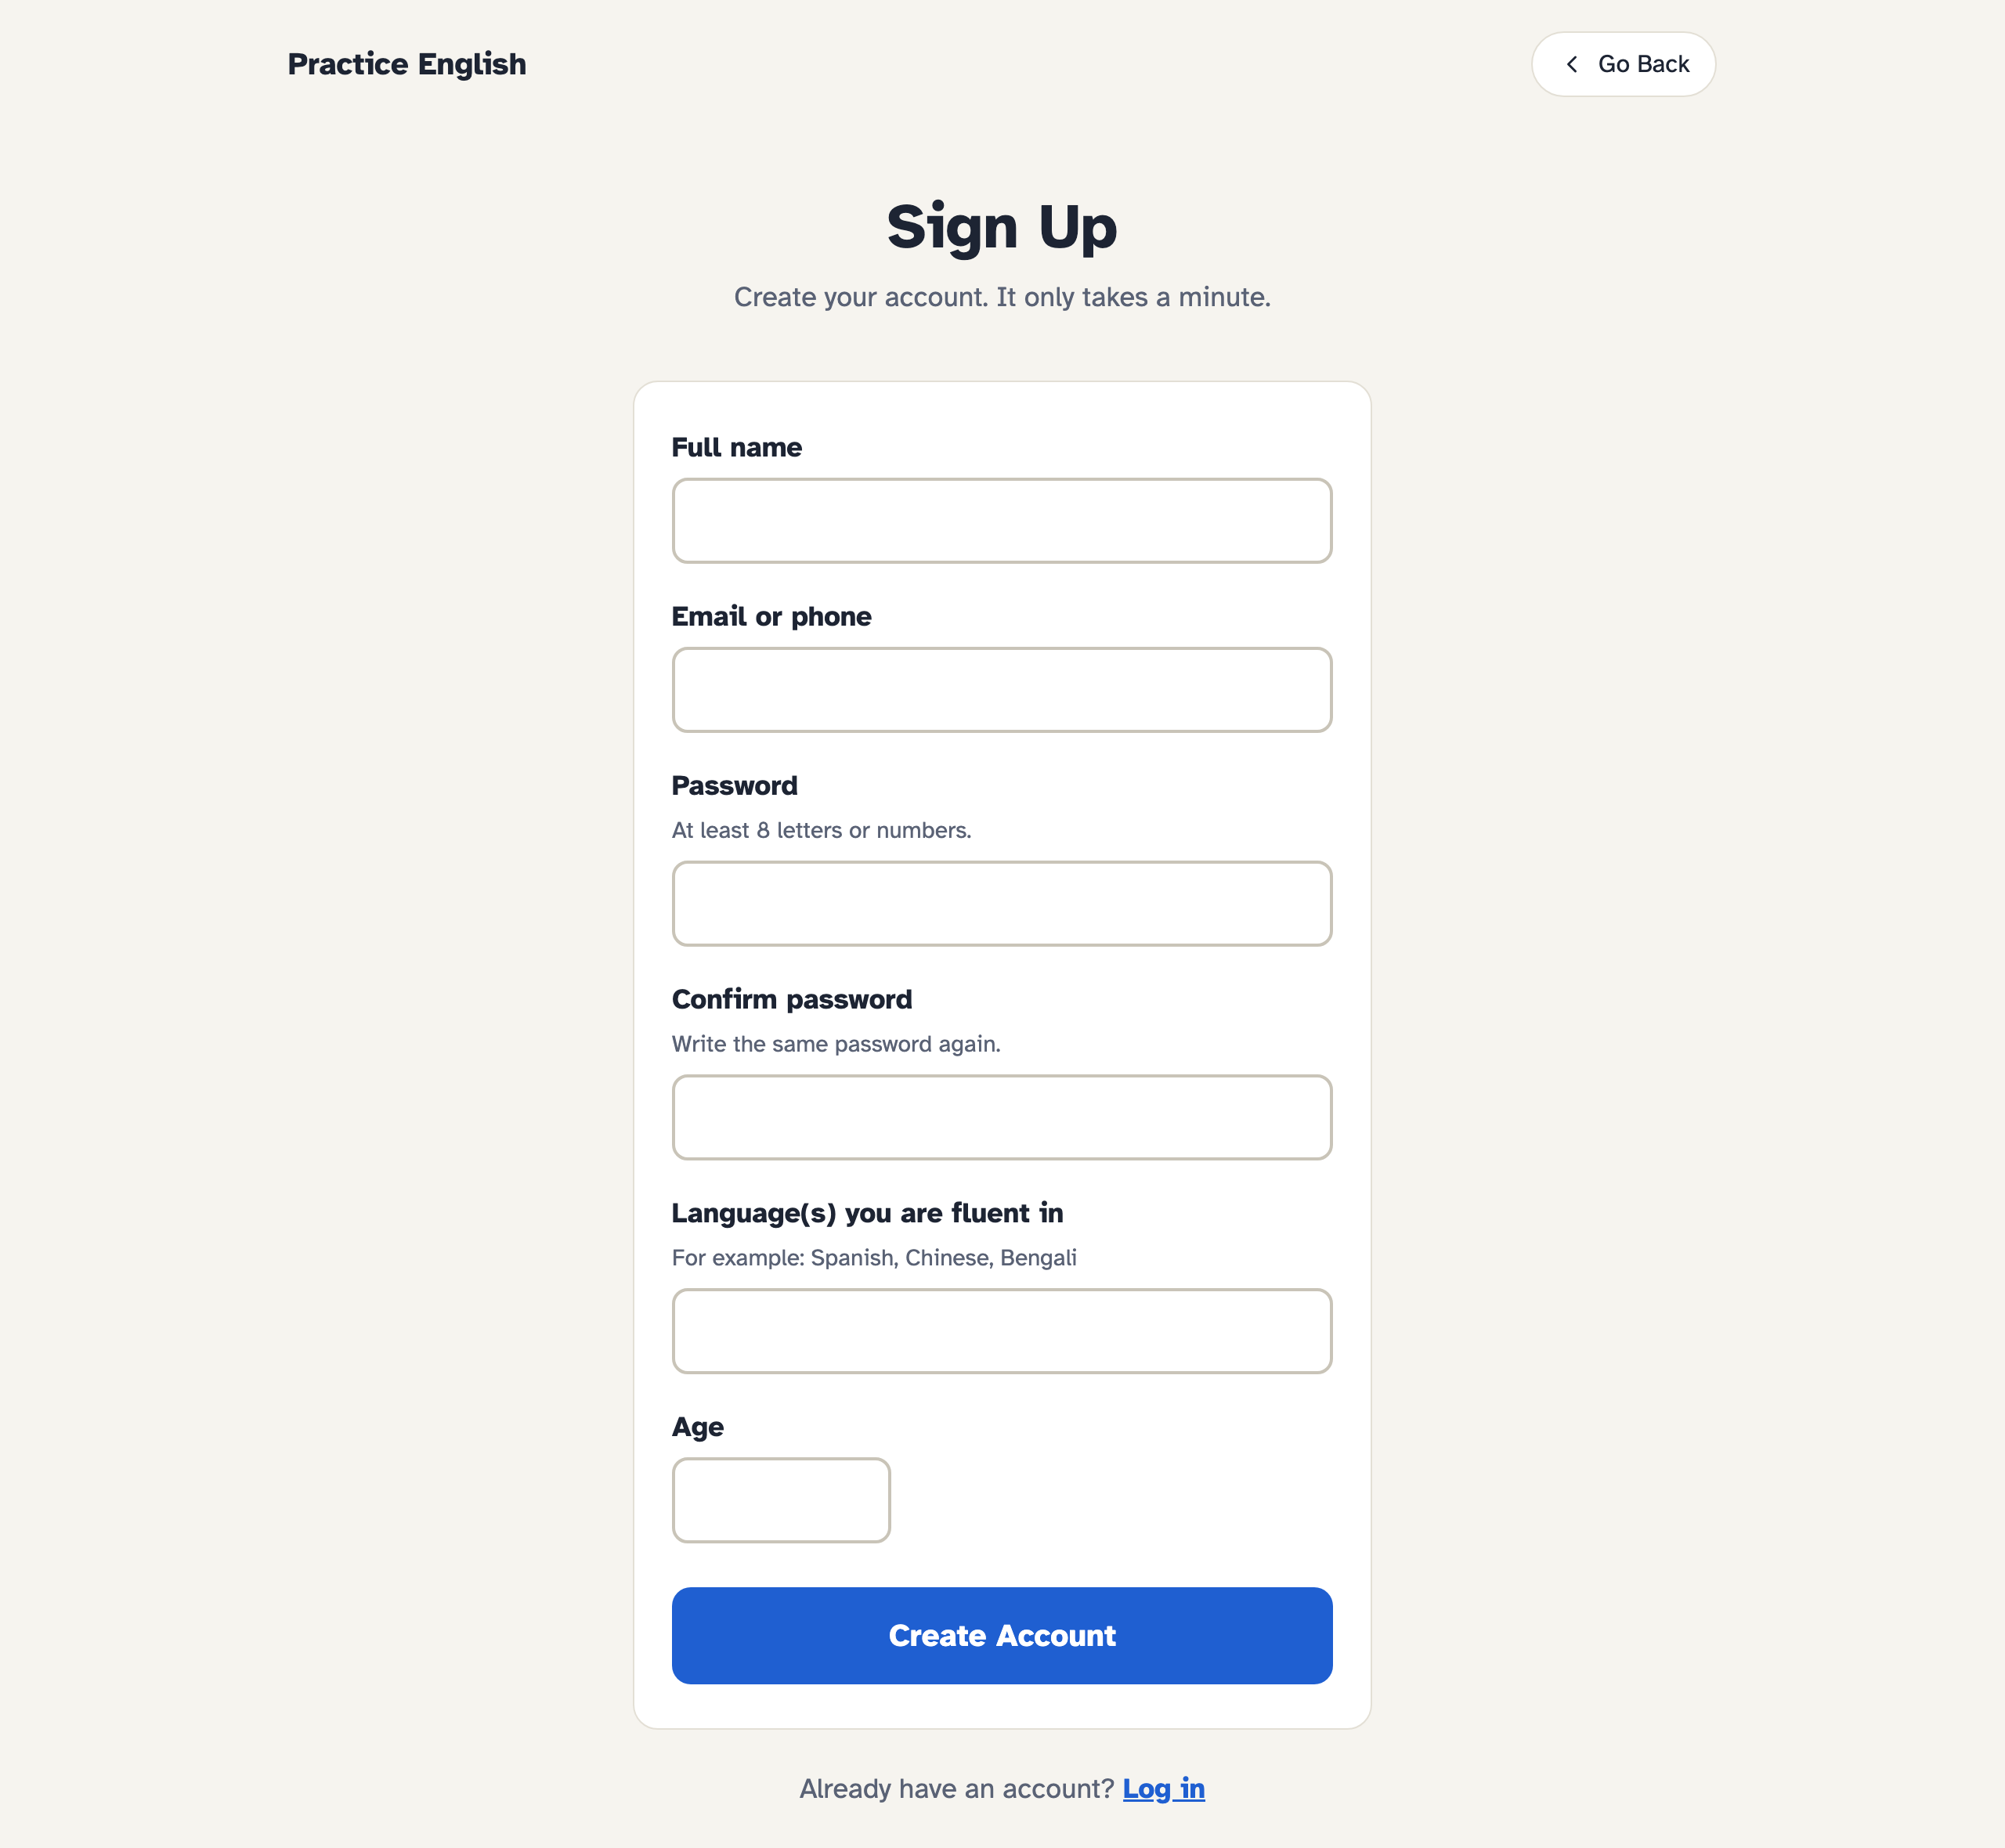 Practice English
Go Back
Sign Up
Create your account. It only takes a minute.
Full name
Email or phone
Password
At least 8 letters or numbers.
Confirm password
Write the same password again.
Language(s) you are fluent in
For example: Spanish, Chinese, Bengali
Age
Create Account
Already have an account? Log in